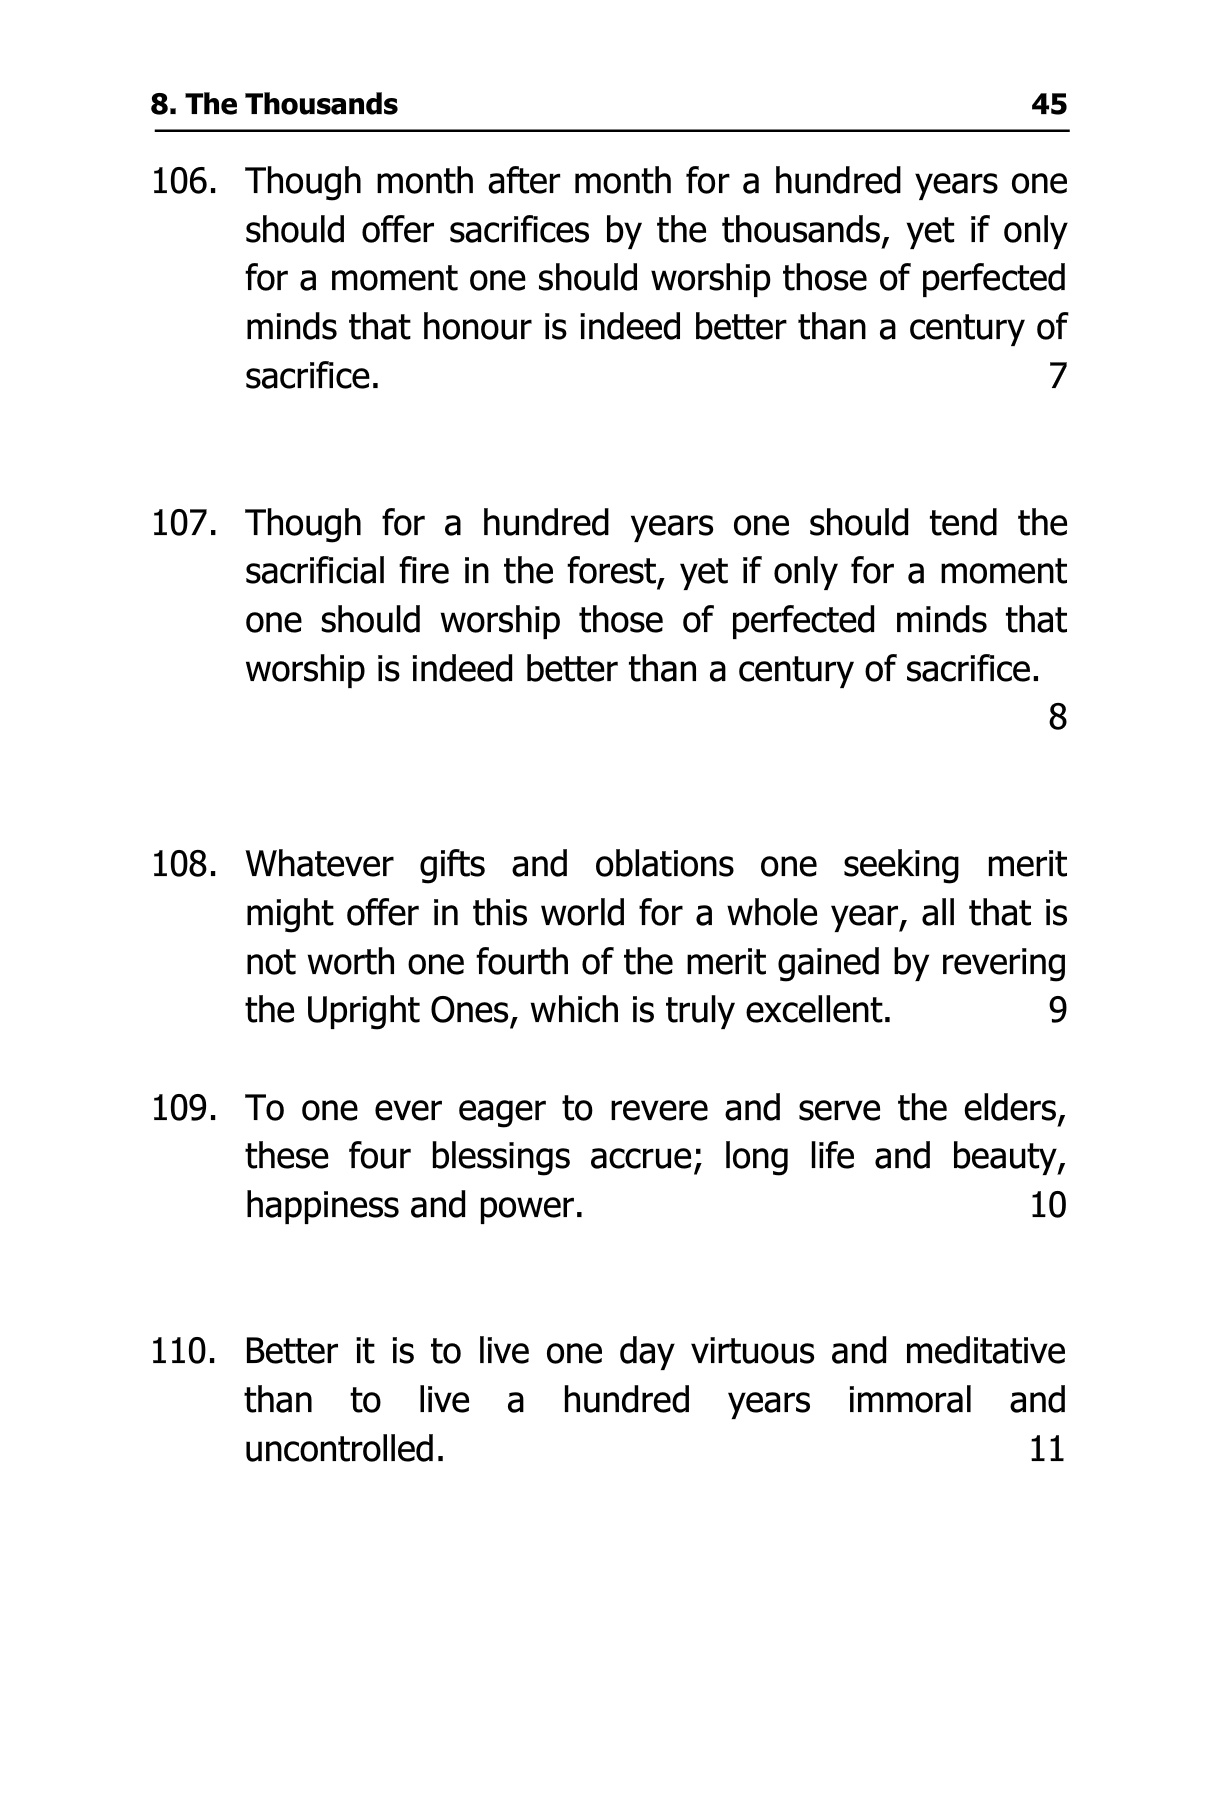 8. The Thousands 45
106. Though month after month for a hundred years one
should offer sacrifices by the thousands, yet if only
for a moment one should worship those of perfected
minds that honour is indeed better than a century of
sacrifice. 7
107. Though for a hundred years one should tend the
sacrificial fire in the forest, yet if only for a moment
one should worship those of perfected minds that
worship is indeed better than a century of sacrifice.
8
108. Whatever gifts and oblations one seeking merit
might offer in this world for a whole year, all that is
not worth one fourth of the merit gained by revering
the Upright Ones, which is truly excellent. 9
109. To one ever eager to revere and serve the elders,
these four blessings accrue; long life and beauty,
happiness and power. 10
110. Better it is to live one day virtuous and meditative
than to live a hundred years immoral and
uncontrolled. 11